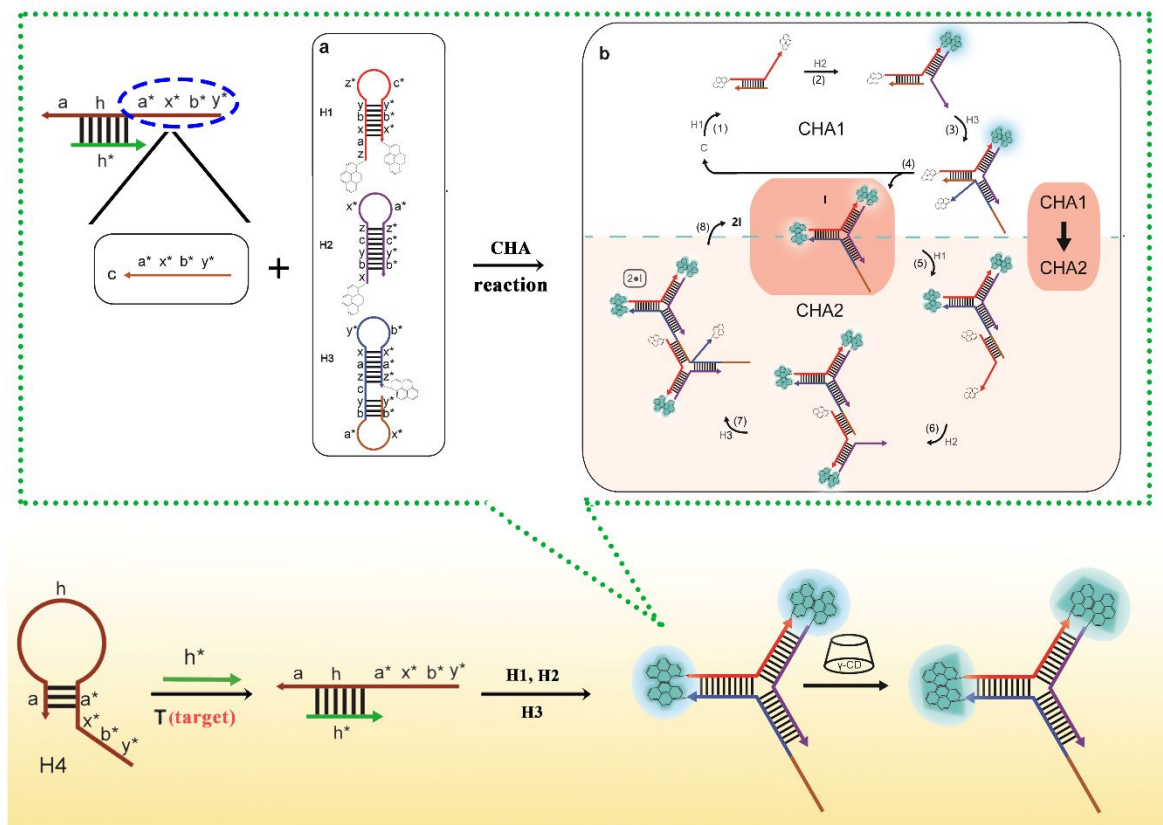 a h a* x* b* y*
h*
C a* x* b* y*
+
a
z* c*
H1
y y*
b b*
x x*
a
z
x* a*
H2
z z*
c c*
y y*
b b*
x
y* b*
H3
x x*
a a*
z z*
c
y y*
b b*
a* x*
CHA
reaction
b
H2
(2)
H1 (1)
CHA1
(3) H3
C
(4)
I
CHA1
CHA2
(8) 2I
(5) H1
2•I
CHA2
(7)
H3
(6)
H2
h
a a*
x*
b*
y*
H4
h*
T(target)
a h a* x* b* y*
h*
H1, H2
H3
γ-CD